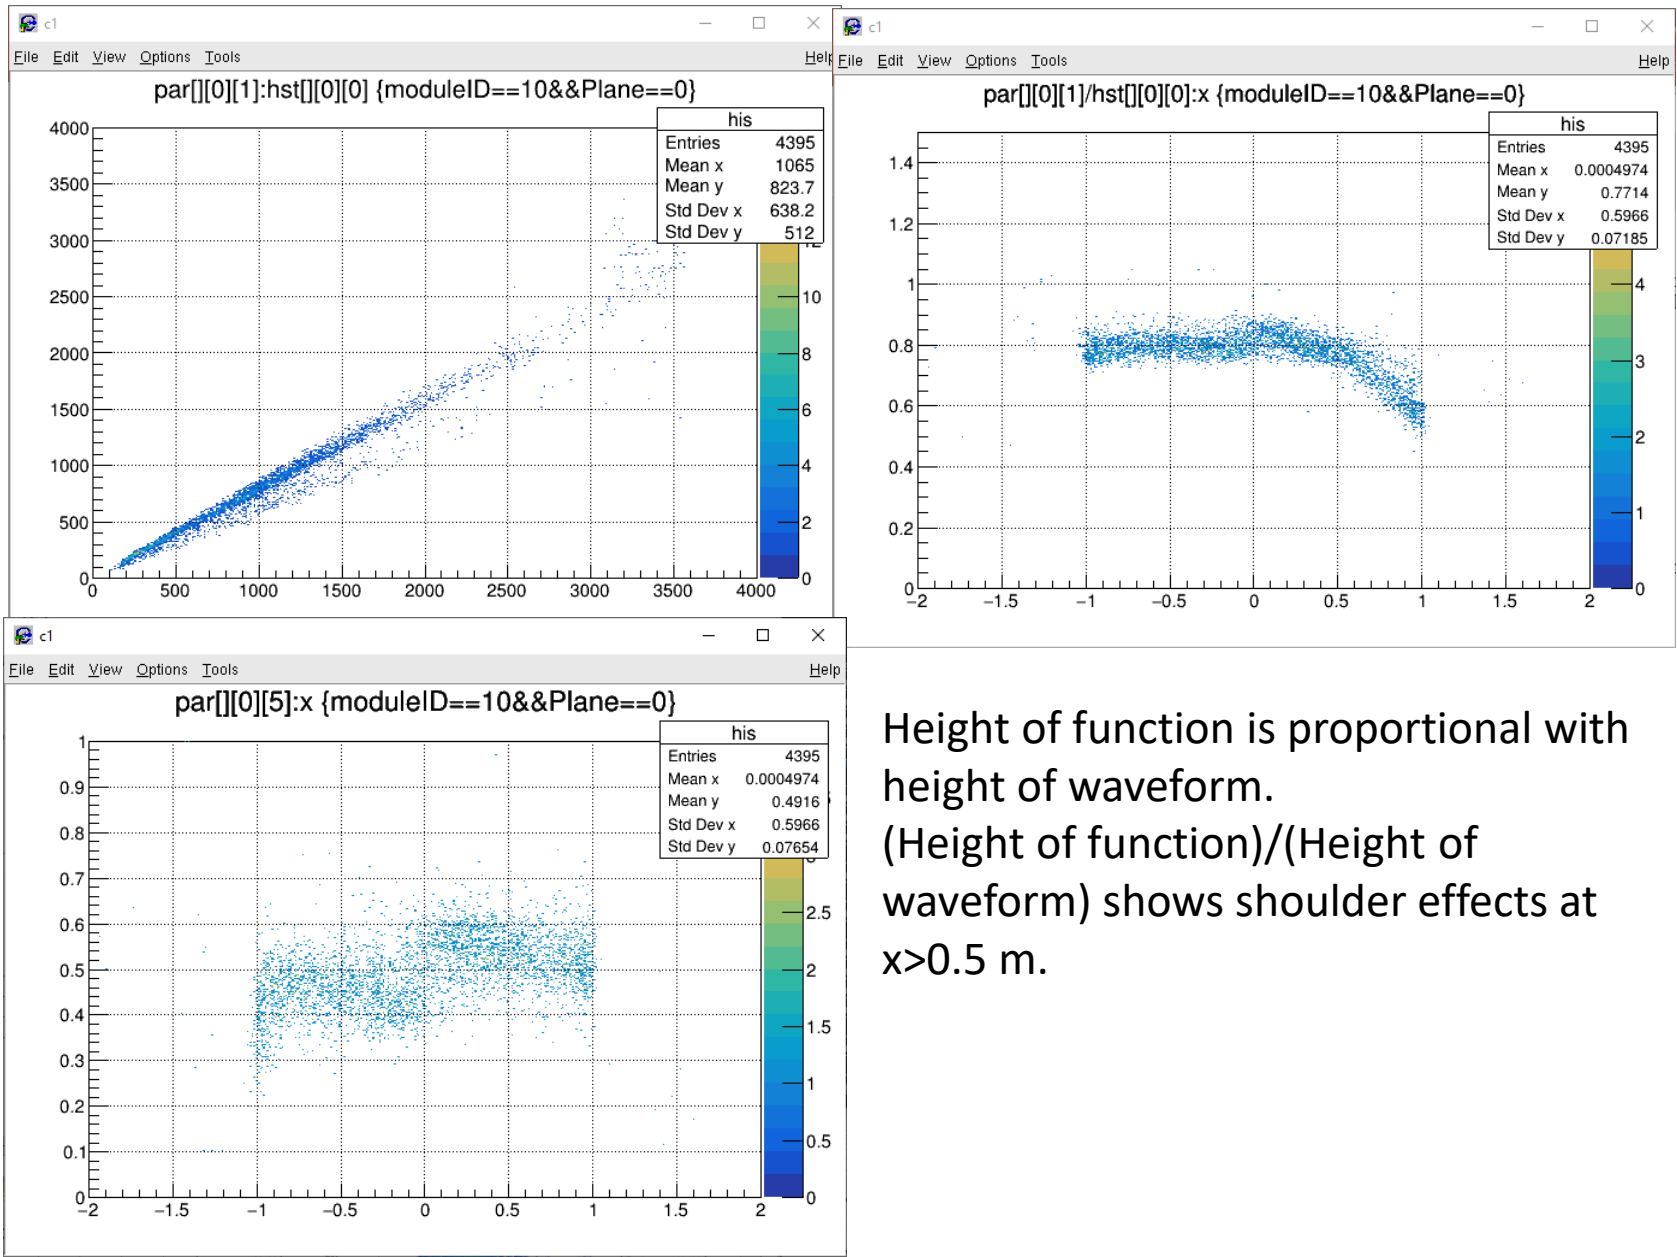 c1
File Edit View Options Tools Help
par[][0][1]:hst[][0][0] {moduleID==10&&Plane==0}
his
Entries 4395
Mean x 1065
Mean y 823.7
Std Dev x 638.2
Std Dev y 512
4000
3500
3000
2500
2000
1500
1000
500
0
0 500 1000 1500 2000 2500 3000 3500 4000
12
10
8
6
4
2
0
c1
File Edit View Options Tools Help
par[][0][1]/hst[][0][0]:x {moduleID==10&&Plane==0}
his
Entries 4395
Mean x 0.0004974
Mean y 0.7714
Std Dev x 0.5966
Std Dev y 0.07185
1.4
1.2
1
0.8
0.6
0.4
0.2
0
−2 −1.5 −1 −0.5 0 0.5 1 1.5 2
4
3
2
1
0
c1
File Edit View Options Tools Help
par[][0][5]:x {moduleID==10&&Plane==0}
his
Entries 4395
Mean x 0.0004974
Mean y 0.4916
Std Dev x 0.5966
Std Dev y 0.07654
1
0.9
0.8
0.7
0.6
0.5
0.4
0.3
0.2
0.1
0
−2 −1.5 −1 −0.5 0 0.5 1 1.5 2
2.5
2
1.5
1
0.5
0
Height of function is proportional with
height of waveform.
(Height of function)/(Height of
waveform) shows shoulder effects at
x>0.5 m.